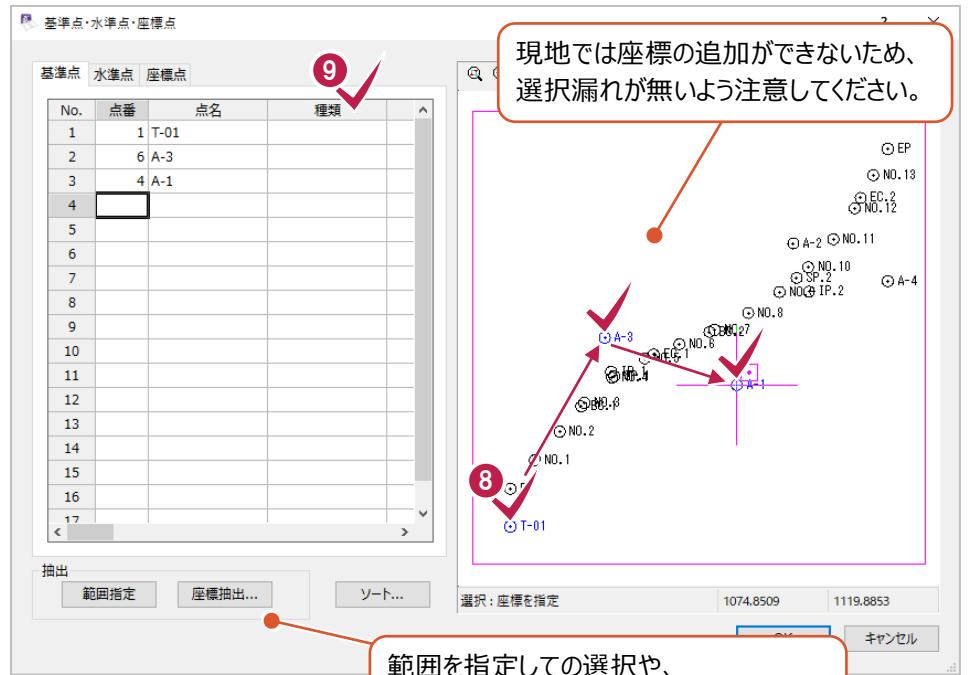 基準点・水準点・座標点
現地では座標の追加ができないため、
選択漏れが無いよう注意してください。
基準点 水準点 座標点
9
No. 点番 点名 種類
1 1 T-01
2 6 A-3
3 4 A-1
4
5
6
7
8
9
10
11
12
13
14
15
16
17
EP
NO.13
EC.2
NO.12
A-2 NO.11
NO.10
SP.2
A-4
IP.2
NO.8
A-3
NO.6
A-1
NO.2
NO.1
8
T-01
抽出
範囲指定 座標抽出... ソート...
選択：座標を指定 1074.8509 1119.8853
キャンセル
範囲を指定しての選択や、